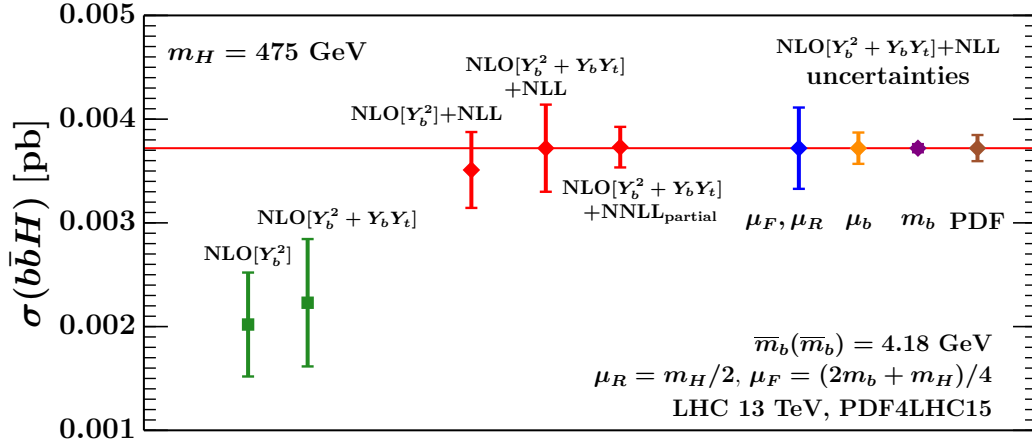 0.005
0.004
0.003
0.002
0.001
σ(bb̄H) [pb]
m_H = 475 GeV
NLO[Y_b^2]
NLO[Y_b^2 + Y_bY_t]
NLO[Y_b^2]+NLL
NLO[Y_b^2 + Y_bY_t]
+NLL
NLO[Y_b^2 + Y_bY_t]
+NNLL_partial
NLO[Y_b^2 + Y_bY_t]+NLL
uncertainties
μ_F, μ_R μ_b m_b PDF
m̅_b(m̅_b) = 4.18 GeV
μ_R = m_H/2, μ_F = (2m_b + m_H)/4
LHC 13 TeV, PDF4LHC15